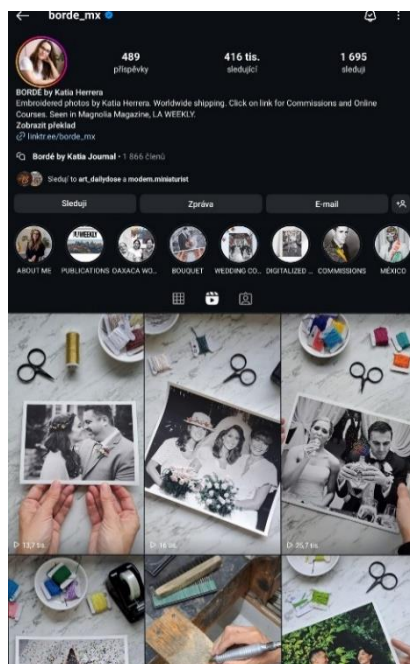 borde_mx
489 416 tis. 1 695
příspěvky sledující sleduji
BORDÉ by Katia Herrera
Embroidered photos by Katia Herrera. Worldwide shipping. Click on link for Commissions and Online
Courses. Seen in Magnolia Magazine, LA WEEKLY.
Zobrazit překlad
linktr.ee/borde_mx
Bordé by Katia Journal · 1 866 členů
Sledují to art_dailydose a modern.miniaturist
Sleduji Zpráva E-mail
ABOUT ME PUBLICATIONS OAXACA WO... BOUQUET WEDDING CO... DIGITALIZED ... COMMISSIONS MÉXICO
13,7 tis. 16 tis. 25,7 tis.